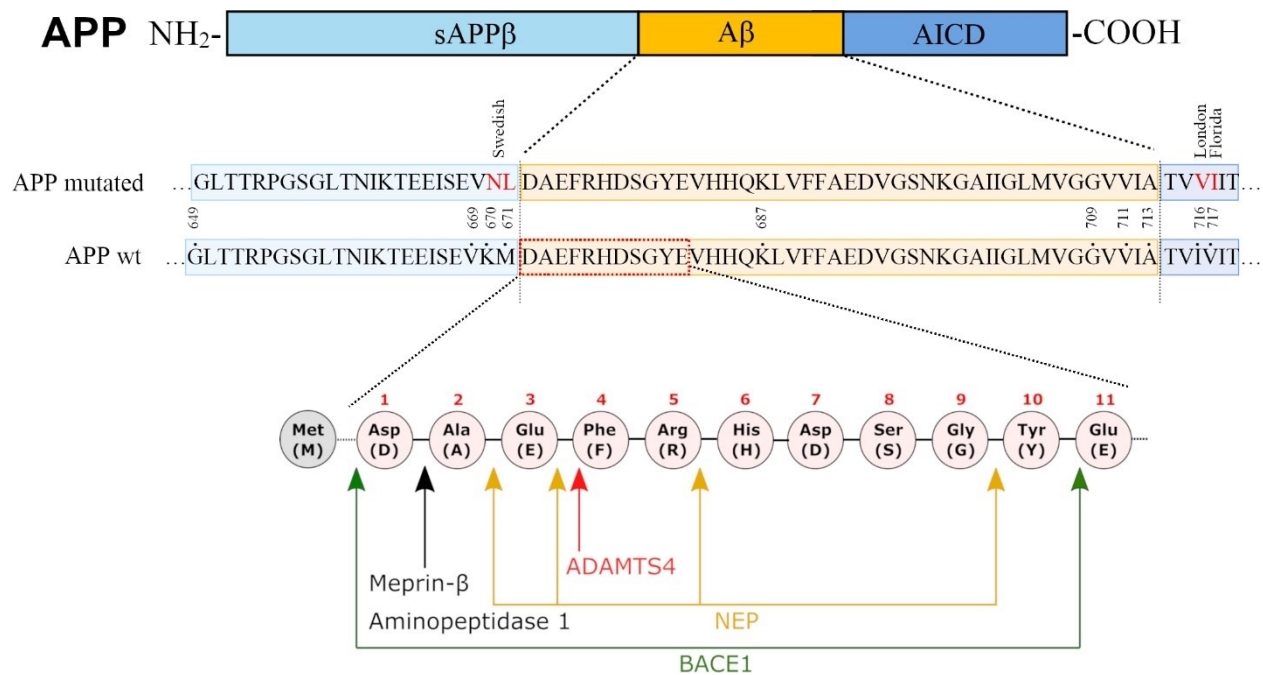 APP NH2- sAPPβ Aβ AICD -COOH
Swedish London Florida
APP mutated ...GLTTRPGSGLTNIKTEEISEVNL DAEFRHDSGYEVHHQKLVFFAEDVGSNKGAIIGLMVGGVVIA TVVIIT...
649 669 670 671 687 709 711 713 716 717
APP wt ...GLTTRPGSGLTNIKTEEISEVKM DAEFRHDSGYEVHHQKLVFFAEDVGSNKGAIIGLMVGGVVIA TVIVIT...
1 2 3 4 5 6 7 8 9 10 11
Met Asp Ala Glu Phe Arg His Asp Ser Gly Tyr Glu
(M) (D) (A) (E) (F) (R) (H) (D) (S) (G) (Y) (E)
ADAMTS4
Meprin-β
Aminopeptidase 1 NEP
BACE1